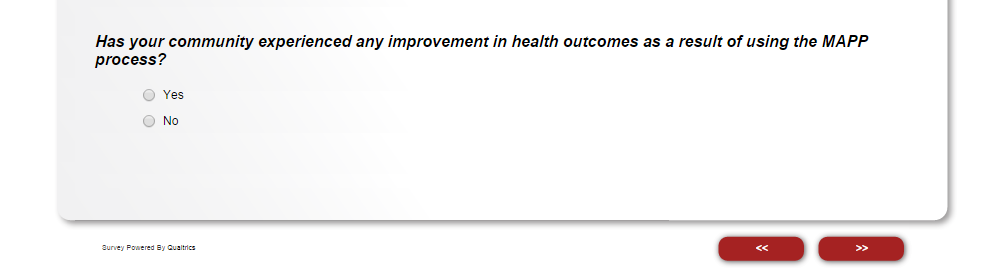 Has your community experienced any improvement in health outcomes as a result of using the MAPP
process?
Yes
No
Survey Powered By Qualtrics
<< >>